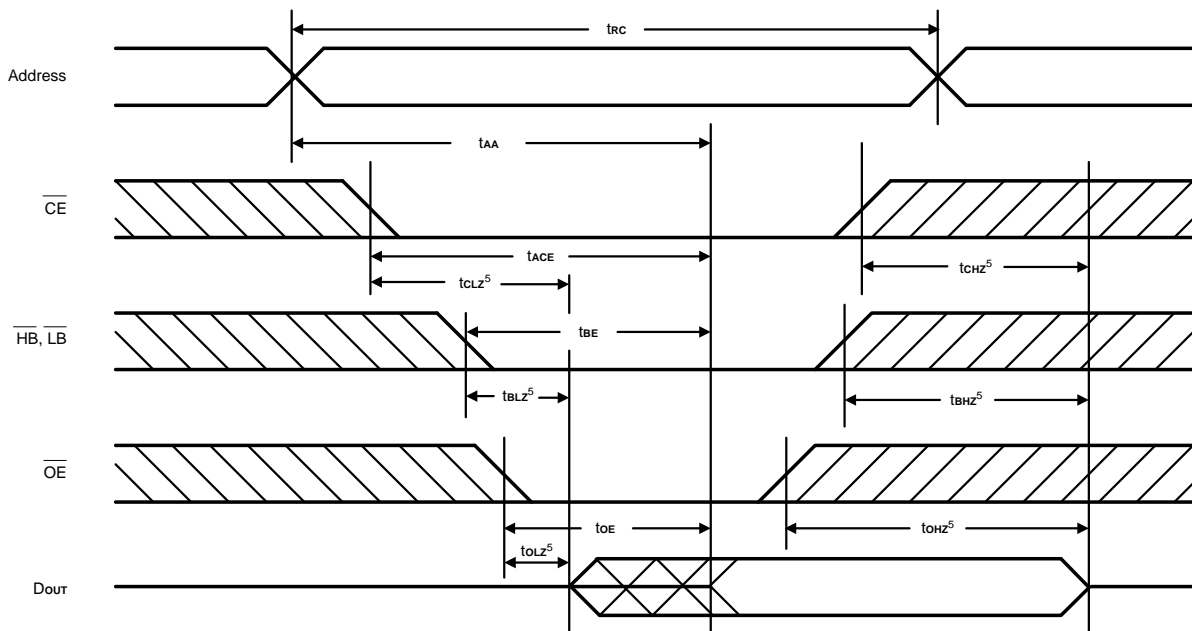 tRC
Address
tAA
CE
tACE
tCLZ5
tCHZ5
HB, LB
tBE
tBLZ5
tBHZ5
OE
tOE
tOHZ5
tOLZ5
DOUT